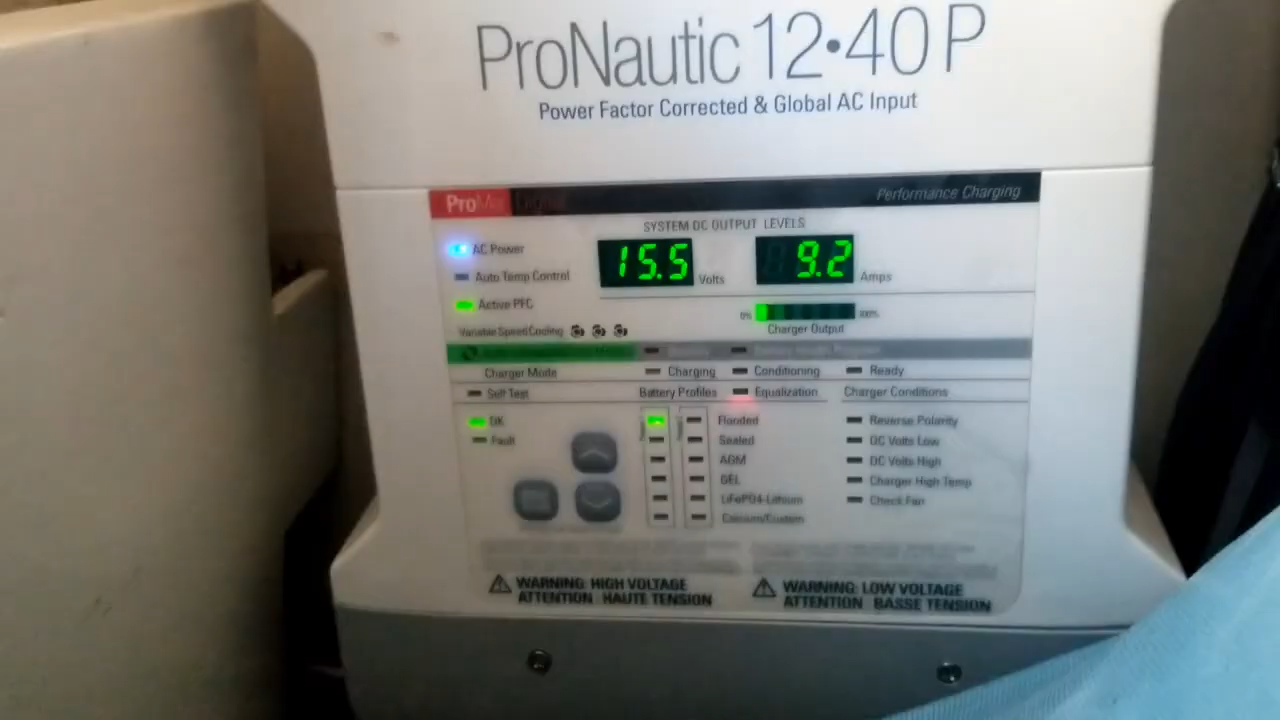 ProNautic 12•40 P
Power Factor Corrected & Global AC Input
ProMar Digital
Performance Charging
SYSTEM DC OUTPUT LEVELS
AC Power
15.5 Volts
9.2 Amps
Auto Temp Control
Active PFC
0% 100%
Variable Speed Cooling
Charger Output
Charger Mode
Charging
Conditioning
Ready
Self Test
Battery Profiles
Equalization
Charger Conditions
OK
Flooded
Reverse Polarity
Fault
Sealed
DC Volts Low
AGM
DC Volts High
GEL
Charger High Temp
LiFePO4-Lithium
Check Fan
Calcium/Custom
WARNING: HIGH VOLTAGE
ATTENTION: HAUTE TENSION
WARNING: LOW VOLTAGE
ATTENTION: BASSE TENSION